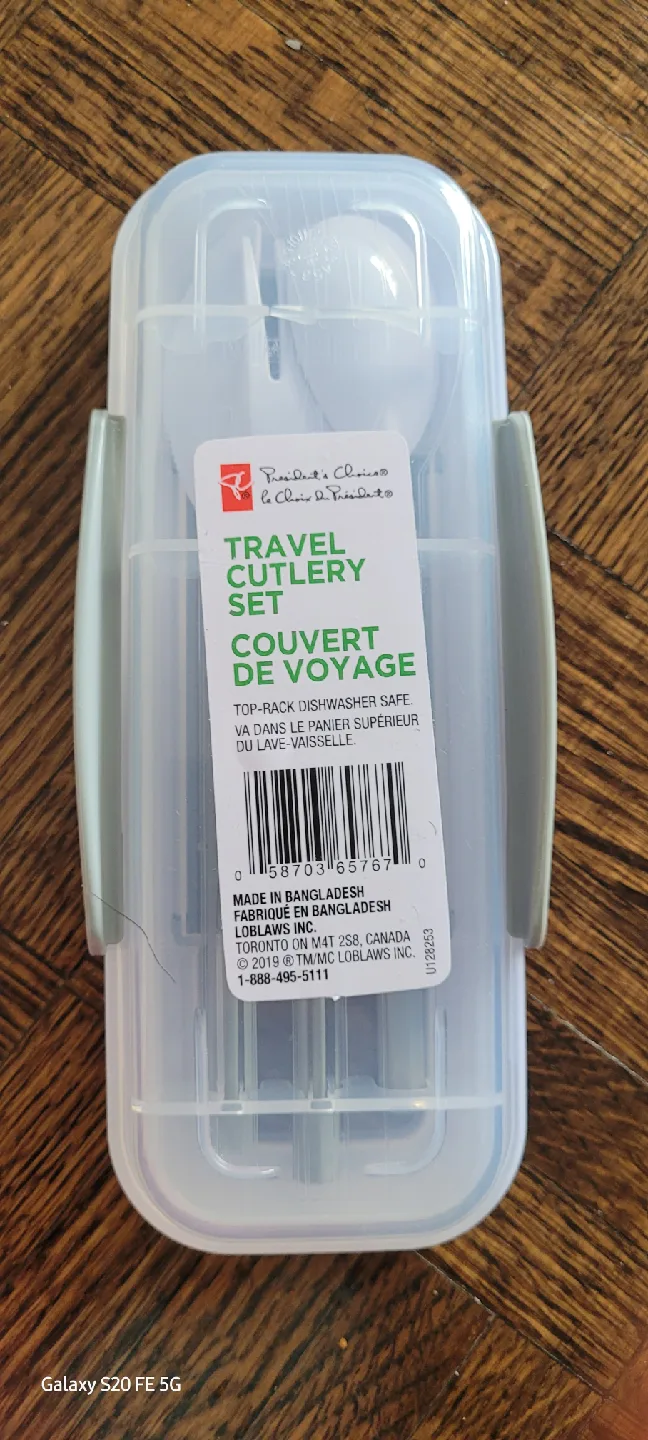 President's Choice®
le Choix du Président®
TRAVEL
CUTLERY
SET
COUVERT
DE VOYAGE
TOP-RACK DISHWASHER SAFE.
VA DANS LE PANIER SUPÉRIEUR
DU LAVE-VAISSELLE.
0 58703 65767 0
MADE IN BANGLADESH
FABRIQUÉ EN BANGLADESH
LOBLAWS INC.
TORONTO ON M4T 2S8, CANADA
© 2019 ® TM/MC LOBLAWS INC.
1-888-495-5111
U128253
Galaxy S20 FE 5G